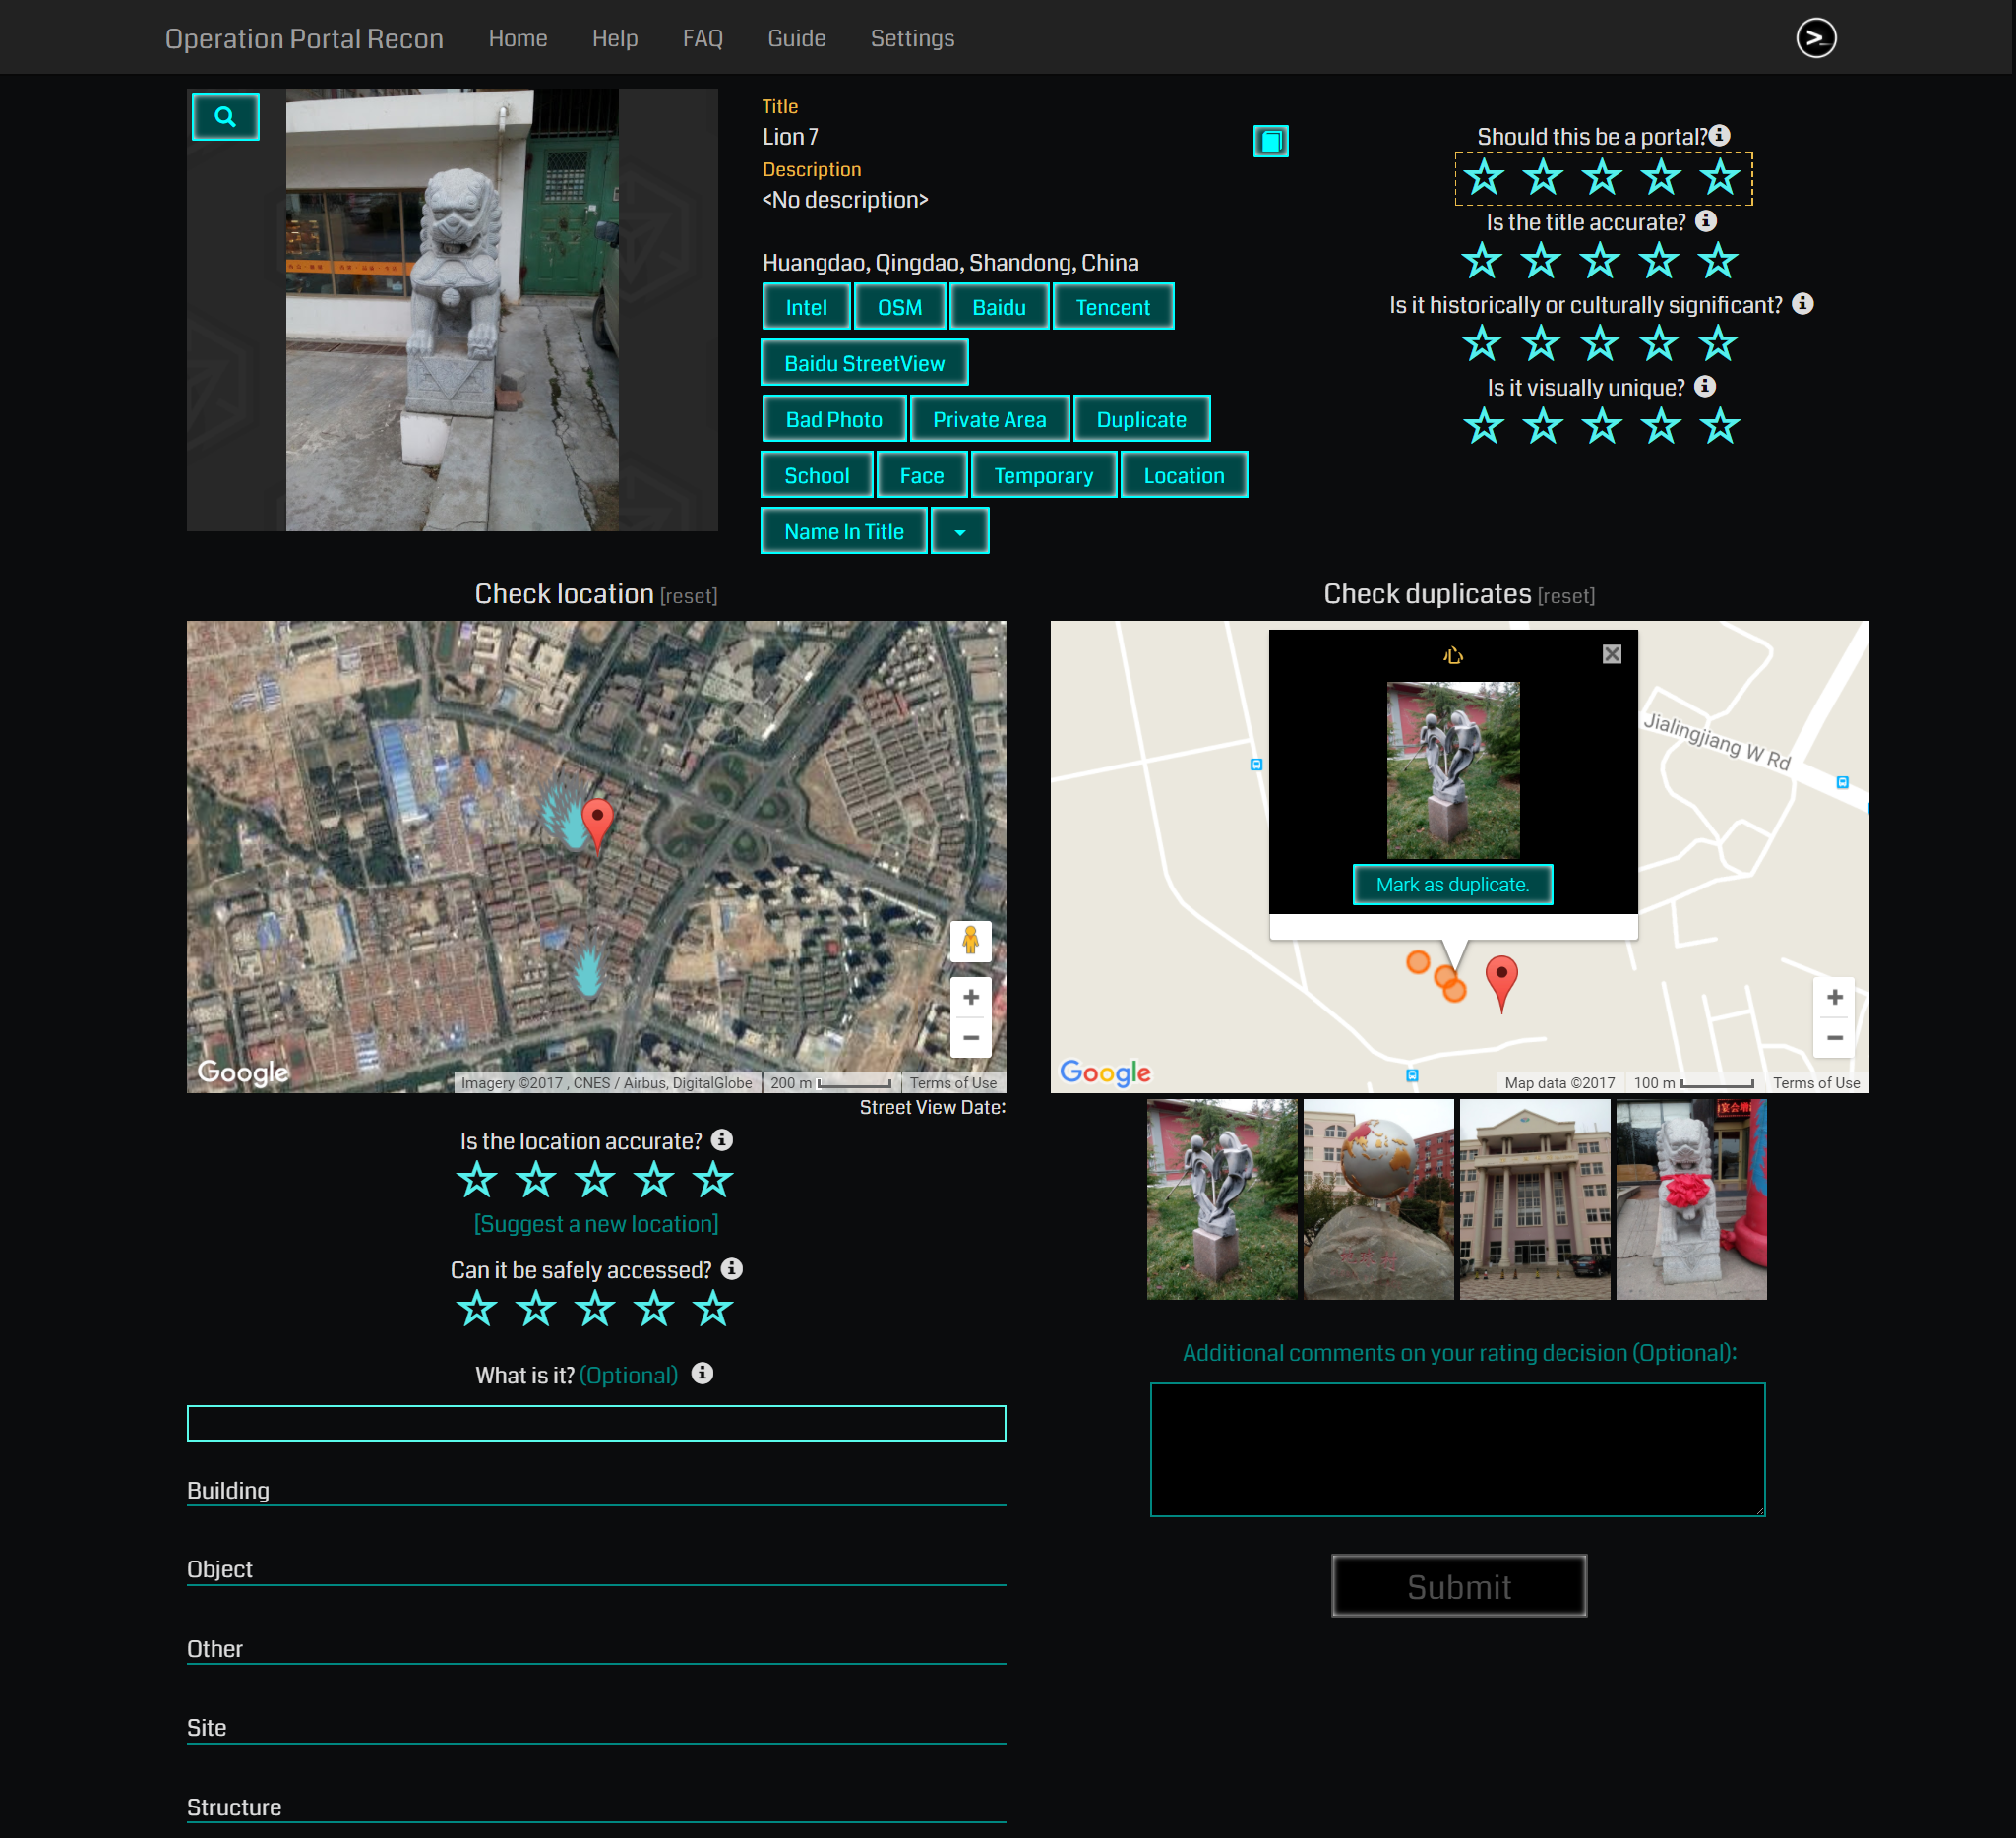 Operation Portal Recon Home Help FAQ Guide Settings
Title
Lion 7
Description
<No description>
Huangdao, Qingdao, Shandong, China
Intel OSM Baidu Tencent
Baidu StreetView
Bad Photo Private Area Duplicate
School Face Temporary Location
Name In Title
Should this be a portal?
Is the title accurate?
Is it historically or culturally significant?
Is it visually unique?
Check location [reset]
Google
Imagery ©2017 , CNES / Airbus, DigitalGlobe 200 m Terms of Use
Street View Date:
Is the location accurate?
[Suggest a new location]
Can it be safely accessed?
What is it? (Optional)
Building
Object
Other
Site
Structure
Check duplicates [reset]
Mark as duplicate.
Jialingjiang W Rd
Google
Map data ©2017 100 m Terms of Use
Additional comments on your rating decision (Optional):
Submit